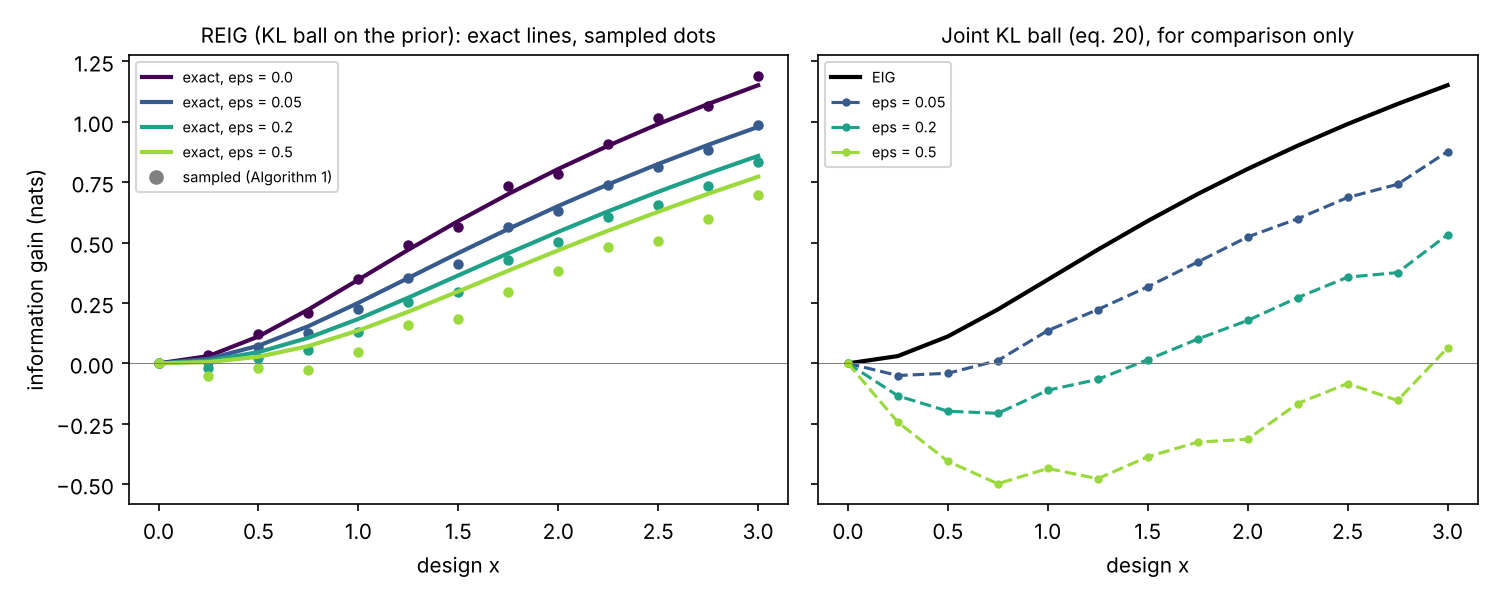 REIG (KL ball on the prior): exact lines, sampled dots
exact, eps = 0.0
exact, eps = 0.05
exact, eps = 0.2
exact, eps = 0.5
sampled (Algorithm 1)
information gain (nats)
1.25
1.00
0.75
0.50
0.25
0.00
−0.25
−0.50
0.0 0.5 1.0 1.5 2.0 2.5 3.0
design x
Joint KL ball (eq. 20), for comparison only
EIG
eps = 0.05
eps = 0.2
eps = 0.5
0.0 0.5 1.0 1.5 2.0 2.5 3.0
design x